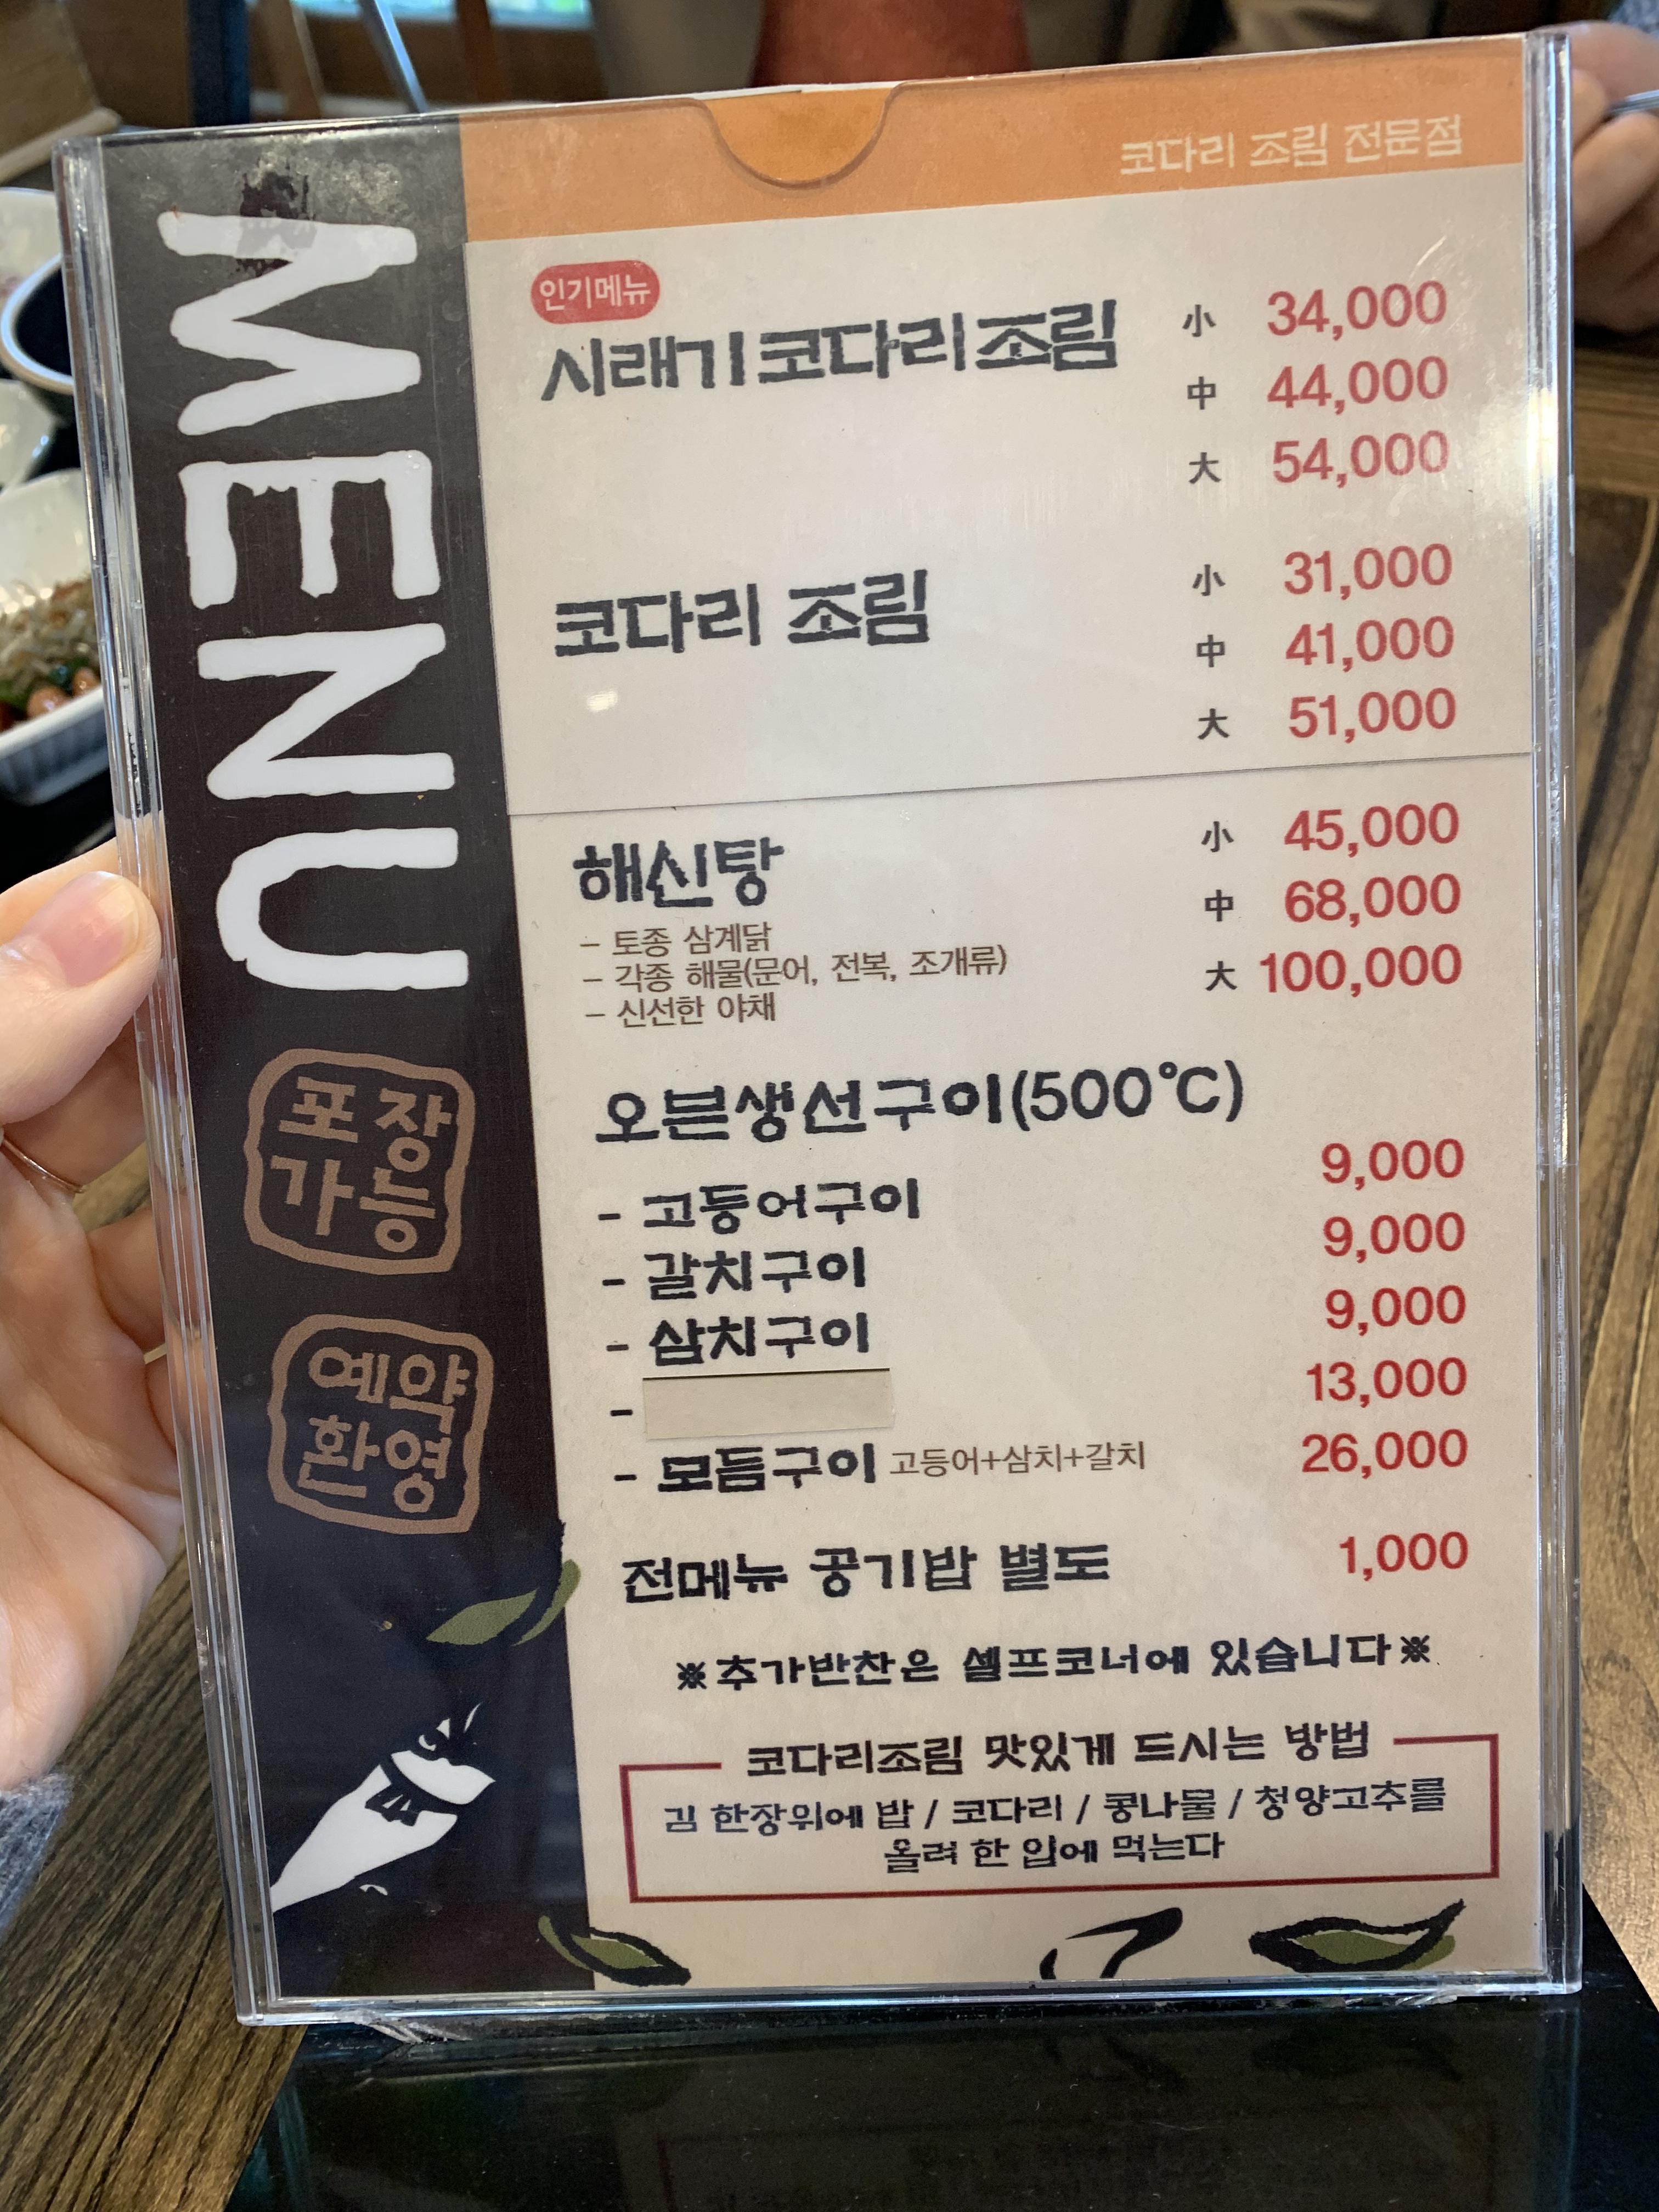 코다리 조림 전문점
MENU
포장
가능
예약
환영
인기메뉴
시래기코다리조림
小 34,000
中 44,000
大 54,000
코다리 조림
小 31,000
中 41,000
大 51,000
해신탕
小 45,000
中 68,000
大 100,000
- 토종 삼계닭
- 각종 해물(문어, 전복, 조개류)
- 신선한 야채
오븐생선구이(500℃)
- 고등어구이 9,000
- 갈치구이 9,000
- 삼치구이 9,000
- 13,000
- 모듬구이 고등어+삼치+갈치 26,000
전메뉴 공기밥 별도 1,000
※추가반찬은 셀프코너에 있습니다※
코다리조림 맛있게 드시는 방법
김 한장위에 밥 / 코다리 / 콩나물 / 청양고추를
올려 한 입에 먹는다